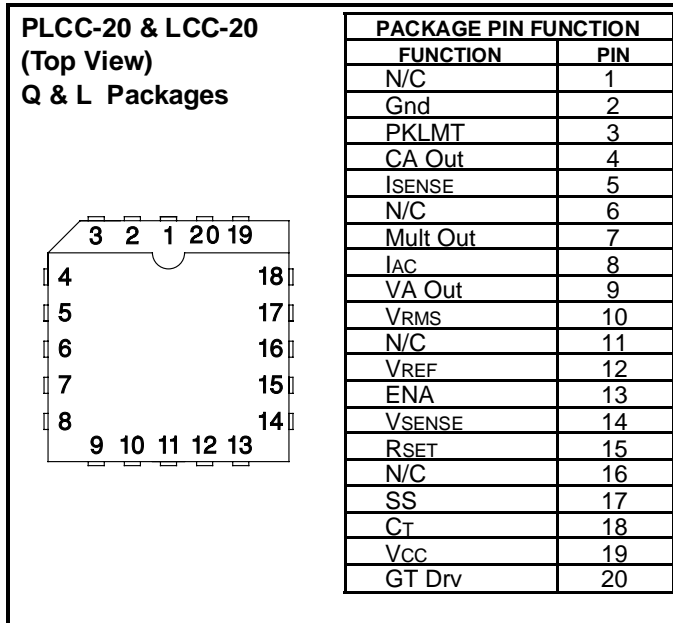 PLCC-20 & LCC-20
(Top View)
Q & L Packages
3 2 1 20 19
4 18
5 17
6 16
7 15
8 14
9 10 11 12 13
PACKAGE PIN FUNCTION
FUNCTION PIN
N/C 1
Gnd 2
PKLMT 3
CA Out 4
ISENSE 5
N/C 6
Mult Out 7
IAC 8
VA Out 9
VRMS 10
N/C 11
VREF 12
ENA 13
VSENSE 14
RSET 15
N/C 16
SS 17
CT 18
VCC 19
GT Drv 20